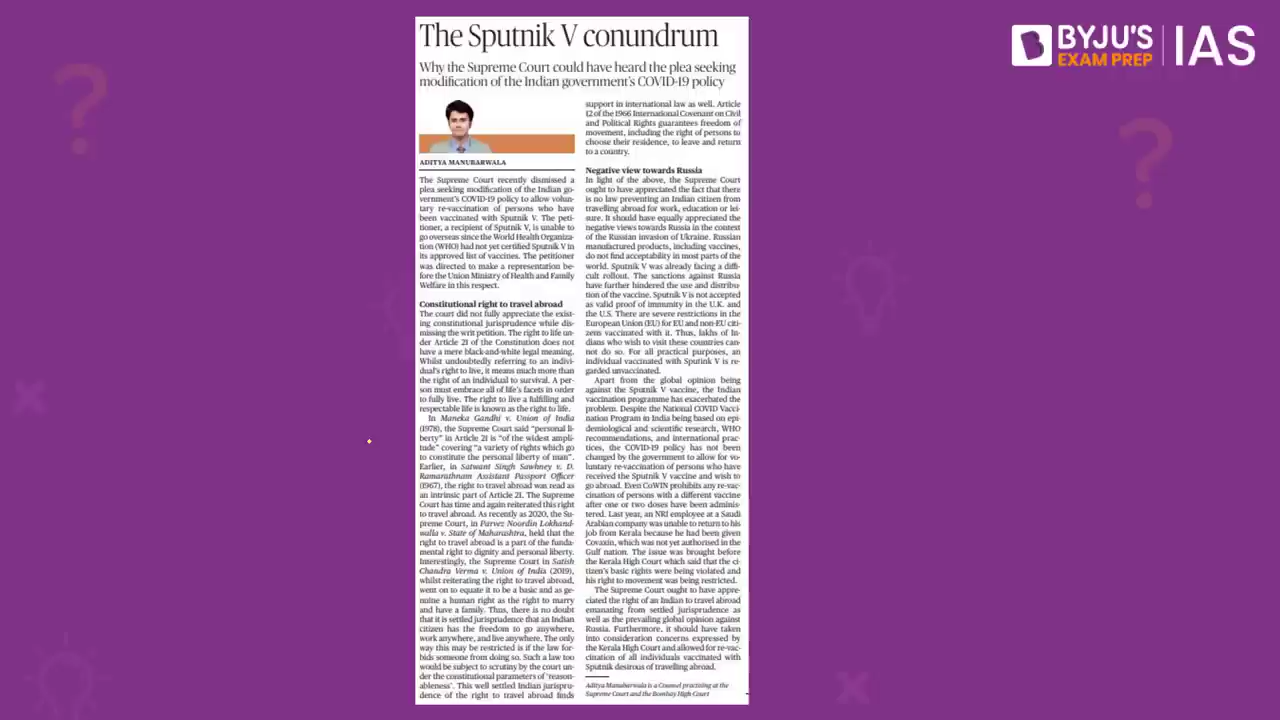 The Sputnik V conundrum
Why the Supreme Court could have heard the plea seeking
modification of the Indian government's COVID-19 policy
ADITYA MANUBARWALA
The Supreme Court recently dismissed a
plea seeking modification of the Indian go-
vernment's COVID-19 policy to allow volun-
tary re-vaccination of persons who have
been vaccinated with Sputnik V. The peti-
tioner, a recipient of Sputnik V, is unable to
go overseas since the World Health Organiza-
tion (WHO) had not yet certified Sputnik V in
its approved list of vaccines. The petitioner
was directed to make a representation be-
fore the Union Ministry of Health and Family
Welfare in this respect.
Constitutional right to travel abroad
The court did not fully appreciate the exist-
ing constitutional jurisprudence while dis-
missing the writ petition. The right to life un-
der Article 21 of the Constitution does not
have a mere black-and-white legal meaning.
Whilst undoubtedly referring to an indivi-
dual's right to live, it means much more than
the right of an individual to survival. A per-
son must embrace all of life's facets in order
to fully live. The right to live a fulfilling and
respectable life is known as the right to life.
In Maneka Gandhi v. Union of India
(1978), the Supreme Court said "personal li-
berty" in Article 21 is "of the widest ampli-
tude" covering "a variety of rights which go
to constitute the personal liberty of man".
Earlier, in Satwant Singh Sawhney v. D.
Ramarathnam Assistant Passport Officer
(1967), the right to travel abroad was read as
an intrinsic part of Article 21. The Supreme
Court has time and again reiterated this right
to travel abroad. As recently as 2020, the Su-
preme Court, in Parvez Noordin Lokhand-
walla v. State of Maharashtra, held that the
right to travel abroad is a part of the funda-
mental right to dignity and personal liberty.
Interestingly, the Supreme Court in Satish
Chandra Verma v. Union of India (2019),
whilst reiterating the right to travel abroad,
went on to equate it to be a basic and as ge-
nuine a human right as the right to marry
and have a family. Thus, there is no doubt
that it is settled jurisprudence that an Indian
citizen has the freedom to go anywhere,
work anywhere, and live anywhere. The only
way this may be restricted is if the law for-
bids someone from doing so. Such a law too
would be subject to scrutiny by the court un-
der the constitutional parameters of 'reason-
ableness'. This well settled Indian jurispru-
dence of the right to travel abroad finds
support in international law as well. Article
12 of the 1966 International Covenant on Civil
and Political Rights guarantees freedom of
movement, including the right of persons to
choose their residence, to leave and return
to a country.
Negative view towards Russia
In light of the above, the Supreme Court
ought to have appreciated the fact that there
is no law preventing an Indian citizen from
travelling abroad for work, education or lei-
sure. It should have equally appreciated the
negative views towards Russia in the context
of the Russian invasion of Ukraine. Russian
manufactured products, including vaccines,
do not find acceptability in most parts of the
world. Sputnik V was already facing a diffi-
cult rollout. The sanctions against Russia
have further hindered the use and distribu-
tion of the vaccine. Sputnik V is not accepted
as valid proof of immunity in the U.K. and
the U.S. There are severe restrictions in the
European Union (EU) for EU and non-EU citi-
zens vaccinated with it. Thus, lakhs of In-
dians who wish to visit these countries can-
not do so. For all practical purposes, an
individual vaccinated with Sputnik V is re-
garded unvaccinated.
Apart from the global opinion being
against the Sputnik V vaccine, the Indian
vaccination programme has exacerbated the
problem. Despite the National COVID Vacci-
nation Program in India being based on epi-
demiological and scientific research, WHO
recommendations, and international prac-
tices, the COVID-19 policy has not been
changed by the government to allow for vo-
luntary re-vaccination of persons who have
received the Sputnik V vaccine and wish to
go abroad. Even CoWIN prohibits any re-vac-
cination of persons with a different vaccine
after one or two doses have been adminis-
tered. Last year, an NRI employee at a Saudi
Arabian company was unable to return to his
job from Kerala because he had been given
Covaxin, which was not yet authorised in the
Gulf nation. The issue was brought before
the Kerala High Court which said that the ci-
tizen's basic rights were being violated and
his right to movement was being restricted.
The Supreme Court ought to have appre-
ciated the right of an Indian to travel abroad
emanating from settled jurisprudence as
well as the prevailing global opinion against
Russia. Furthermore, it should have taken
into consideration concerns expressed by
the Kerala High Court and allowed for re-vac-
cination of all individuals vaccinated with
Sputnik desirous of travelling abroad.
Aditya Manubarwala is a Counsel practising at the
Supreme Court and the Bombay High Court
BYJU'S
EXAM PREP
IAS